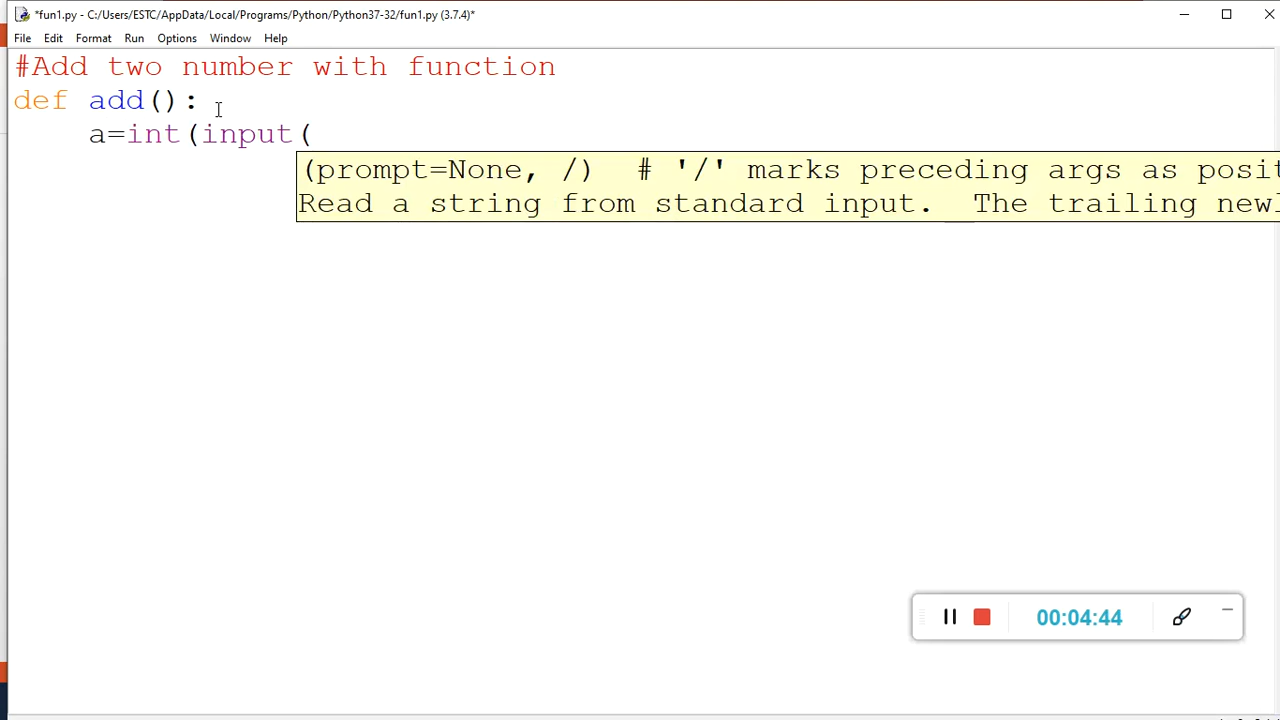 *fun1.py - C:/Users/ESTC/AppData/Local/Programs/Python/Python37-32/fun1.py (3.7.4)*
File Edit Format Run Options Window Help
#Add two number with function
def add():
    a=int(input(
(prompt=None, /)  # '/' marks preceding args as posit
Read a string from standard input.  The trailing newl
00:04:44